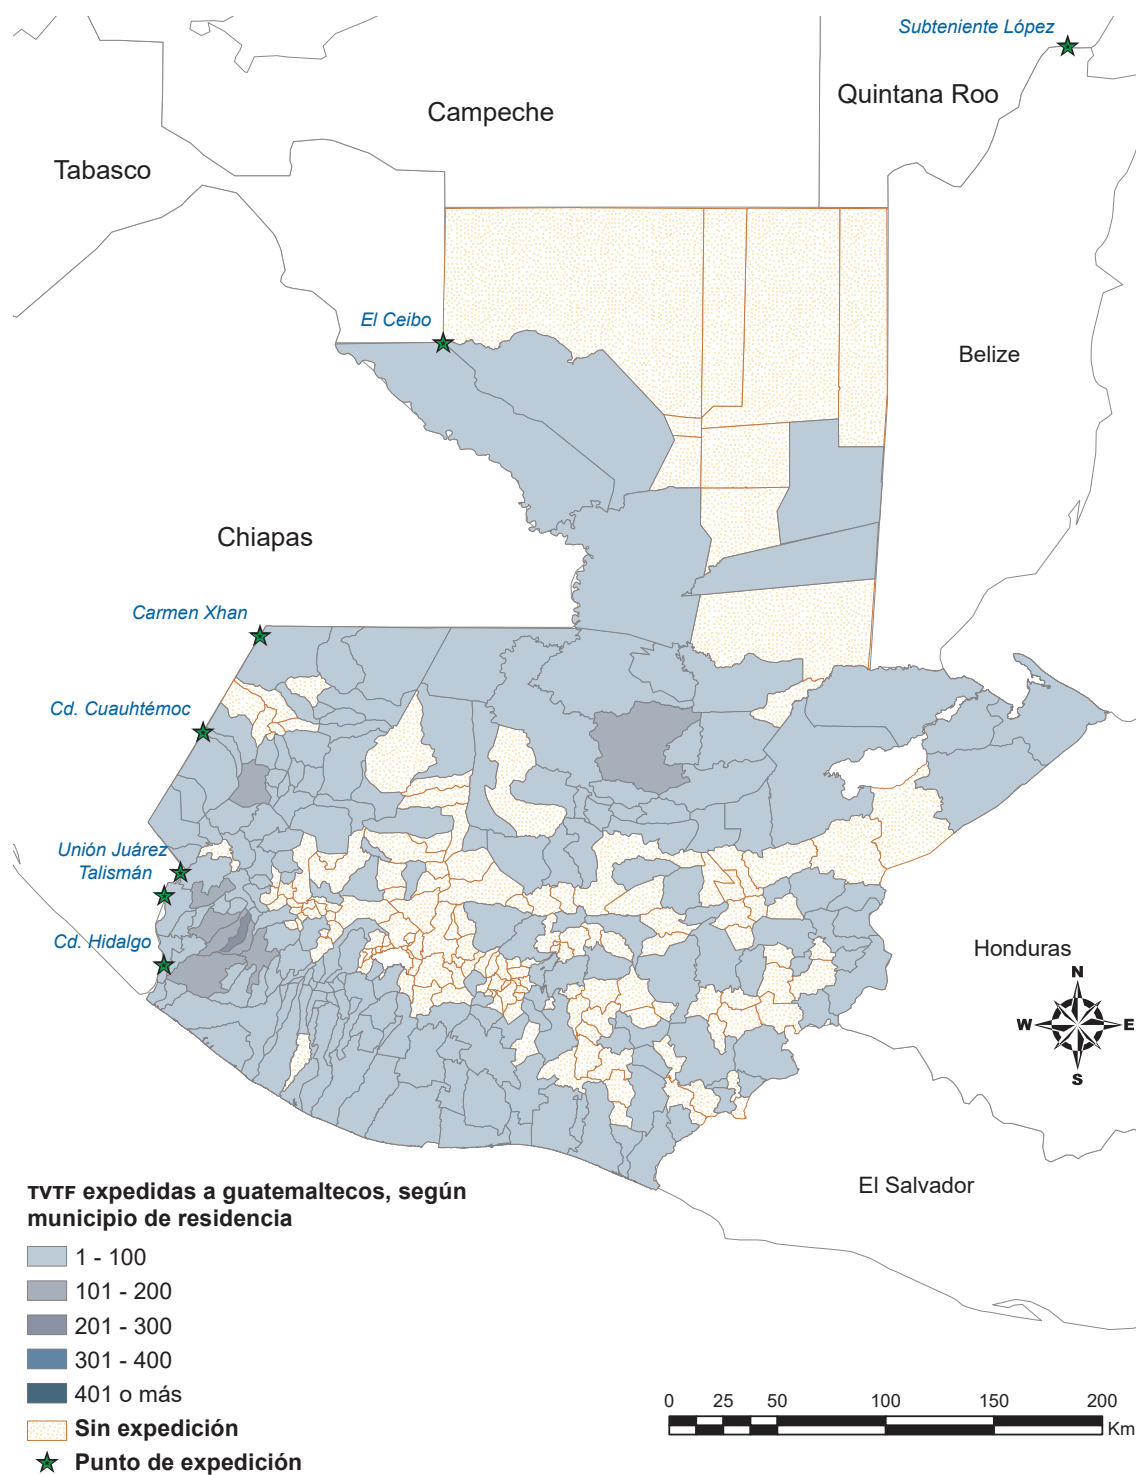 Subteniente López
Quintana Roo
Campeche
Tabasco
El Ceibo
Belize
Chiapas
Carmen Xhan
Cd. Cuauhtémoc
Unión Juárez
Talismán
Cd. Hidalgo
Honduras
N
W E
S
El Salvador
TVTF expedidas a guatemaltecos, según
municipio de residencia
1 - 100
101 - 200
201 - 300
301 - 400
401 o más
Sin expedición
Punto de expedición
0 25 50 100 150 200
Km